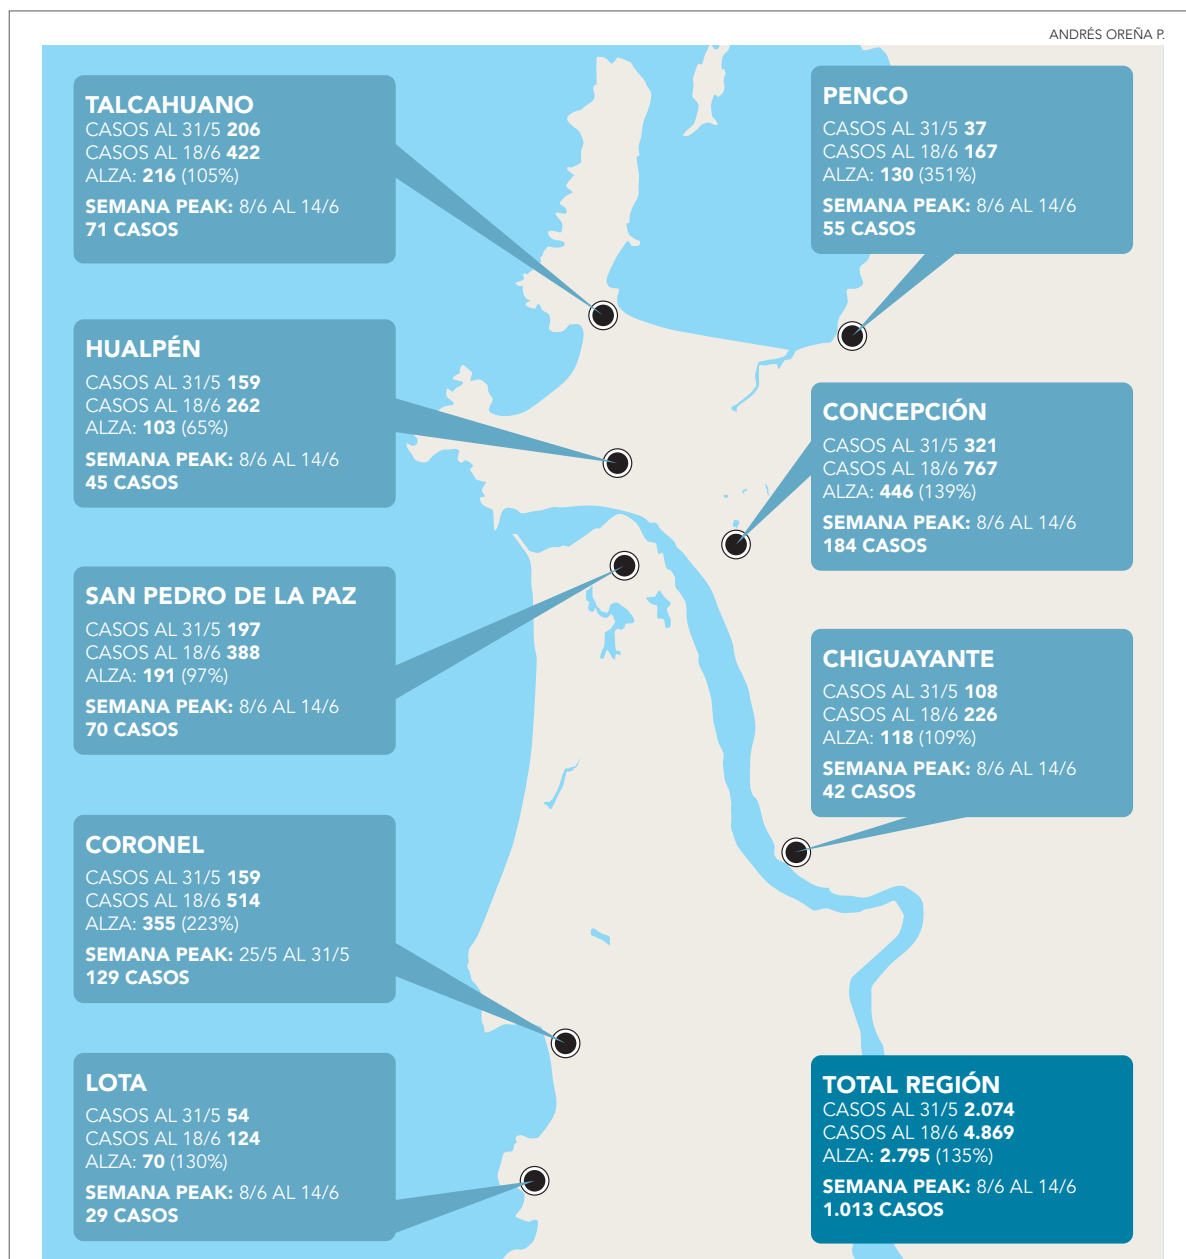 ANDRÉS OREÑA P.
TALCAHUANO
CASOS AL 31/5 206
CASOS AL 18/6 422
ALZA: 216 (105%)
SEMANA PEAK: 8/6 AL 14/6
71 CASOS
PENCO
CASOS AL 31/5 37
CASOS AL 18/6 167
ALZA: 130 (351%)
SEMANA PEAK: 8/6 AL 14/6
55 CASOS
HUALPÉN
CASOS AL 31/5 159
CASOS AL 18/6 262
ALZA: 103 (65%)
SEMANA PEAK: 8/6 AL 14/6
45 CASOS
CONCEPCIÓN
CASOS AL 31/5 321
CASOS AL 18/6 767
ALZA: 446 (139%)
SEMANA PEAK: 8/6 AL 14/6
184 CASOS
SAN PEDRO DE LA PAZ
CASOS AL 31/5 197
CASOS AL 18/6 388
ALZA: 191 (97%)
SEMANA PEAK: 8/6 AL 14/6
70 CASOS
CHIGUAYANTE
CASOS AL 31/5 108
CASOS AL 18/6 226
ALZA: 118 (109%)
SEMANA PEAK: 8/6 AL 14/6
42 CASOS
CORONEL
CASOS AL 31/5 159
CASOS AL 18/6 514
ALZA: 355 (223%)
SEMANA PEAK: 25/5 AL 31/5
129 CASOS
LOTA
CASOS AL 31/5 54
CASOS AL 18/6 124
ALZA: 70 (130%)
SEMANA PEAK: 8/6 AL 14/6
29 CASOS
TOTAL REGIÓN
CASOS AL 31/5 2.074
CASOS AL 18/6 4.869
ALZA: 2.795 (135%)
SEMANA PEAK: 8/6 AL 14/6
1.013 CASOS